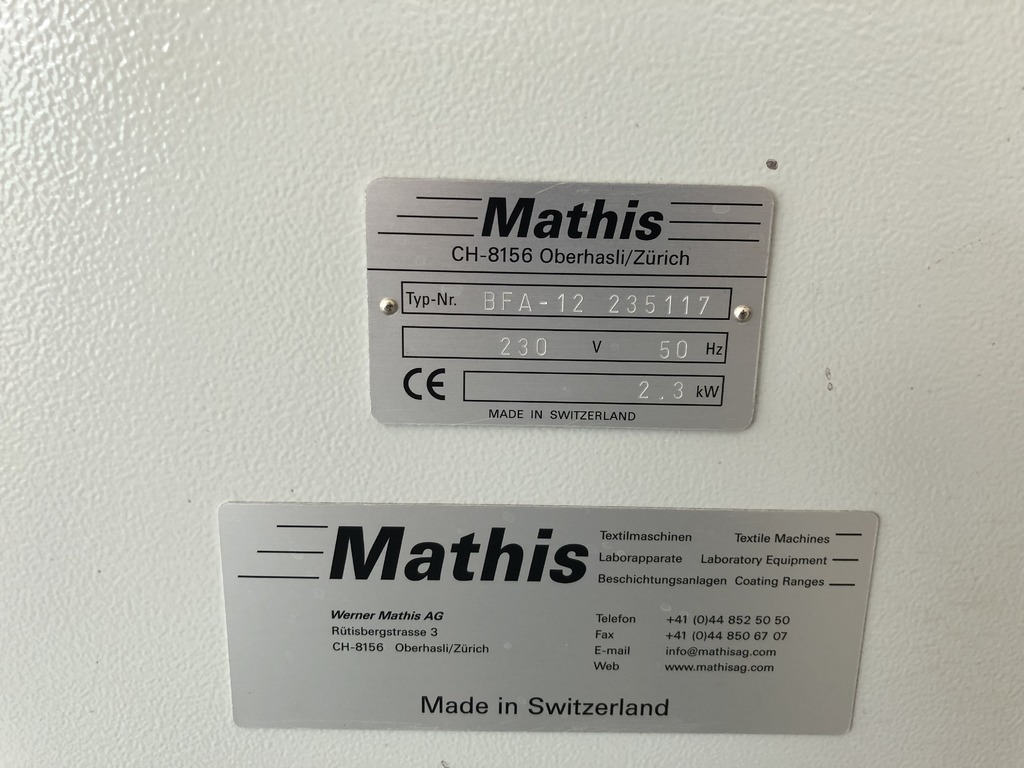 Mathis
CH-8156 Oberhasli/Zürich
Typ-Nr. BFA-12 235117
230 V 50 Hz
CE 2.3 kW
MADE IN SWITZERLAND
Mathis
Textilmaschinen Textile Machines
Laborapparate Laboratory Equipment
Beschichtungsanlagen Coating Ranges
Werner Mathis AG
Rütisbergstrasse 3
CH-8156 Oberhasli/Zürich
Telefon +41 (0)44 852 50 50
Fax +41 (0)44 850 67 07
E-mail info@mathisag.com
Web www.mathisag.com
Made in Switzerland